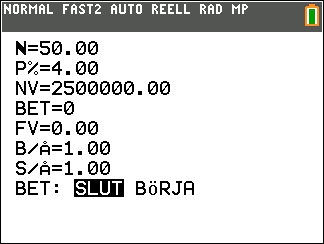 NORMAL FAST2 AUTO REELL RAD MP
N=50.00
P%=4.00
NV=2500000.00
BET=0
FV=0.00
B/Å=1.00
S/Å=1.00
BET: SLUT BÖRJA